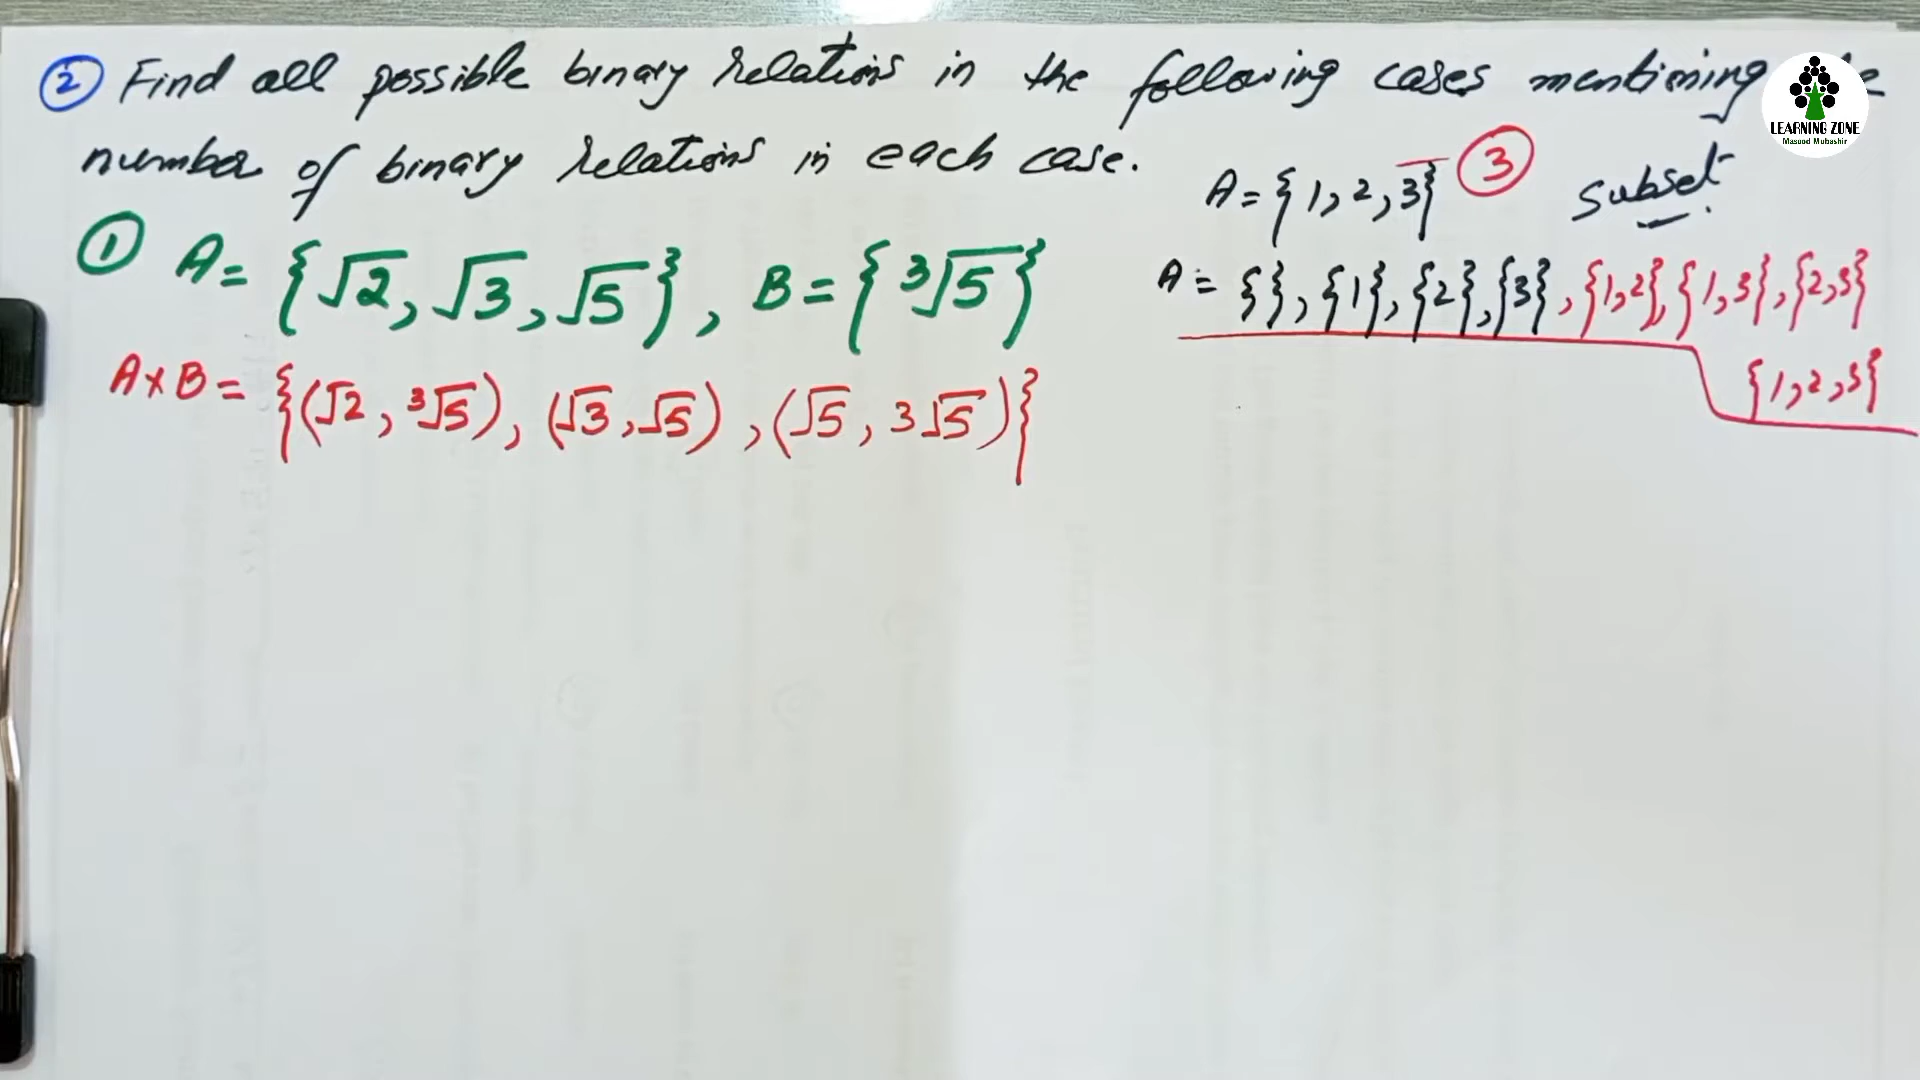 ② Find all possible binary relations in the following cases mentioning
number of binary relations in each case.
A = {1, 2, 3} ③ subset
① A = {√2, √3, √5}, B = {³√5}
A = {}, {1}, {2}, {3}, {1,2}, {1,3}, {2,3}
{1, 2, 3}
A × B = {(√2, ³√5), (√3, √5), (√5, 3√5)}
LEARNING ZONE
Masood Mubashir